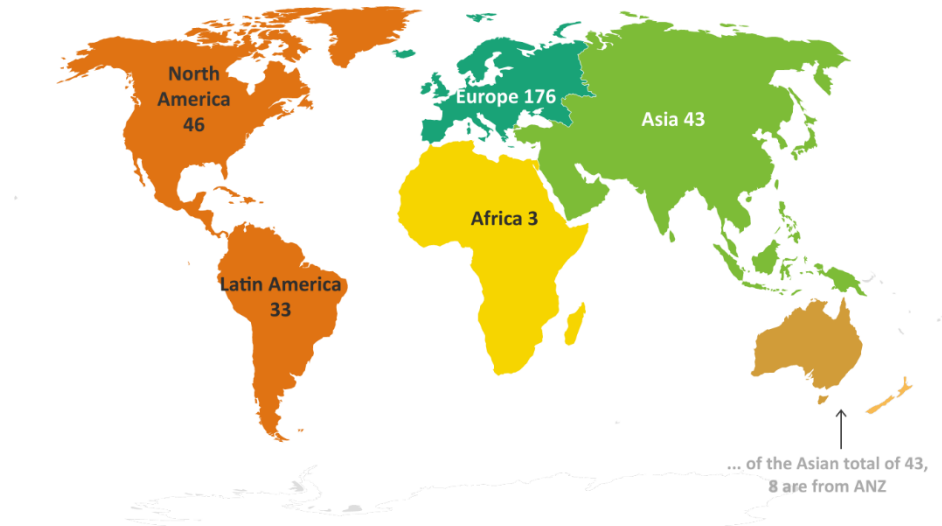 North
America
46
Europe 176
Asia 43
Africa 3
Latin America
33
... of the Asian total of 43,
8 are from ANZ